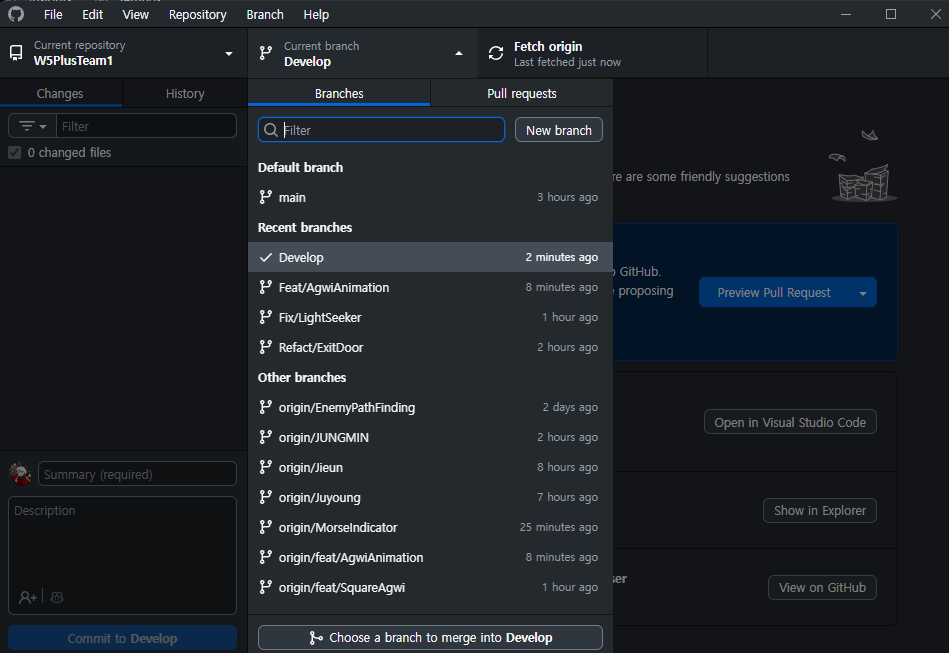 File Edit View Repository Branch Help
Current repository
W5PlusTeam1
Current branch
Develop
Fetch origin
Last fetched just now
Changes
History
Branches
Pull requests
Filter
0 changed files
Filter
New branch
Default branch
main 3 hours ago
Recent branches
Develop 2 minutes ago
Feat/AgwiAnimation 8 minutes ago
Fix/LightSeeker 1 hour ago
Refact/ExitDoor 2 hours ago
Other branches
origin/EnemyPathFinding 2 days ago
origin/JUNGMIN 2 hours ago
origin/Jieun 8 hours ago
origin/Juyoung 7 hours ago
origin/MorseIndicator 25 minutes ago
origin/feat/AgwiAnimation 8 minutes ago
origin/feat/SquareAgwi 1 hour ago
Choose a branch to merge into Develop
re are some friendly suggestions
GitHub.
proposing
Preview Pull Request
Open in Visual Studio Code
Show in Explorer
ser
View on GitHub
Summary (required)
Description
Commit to Develop